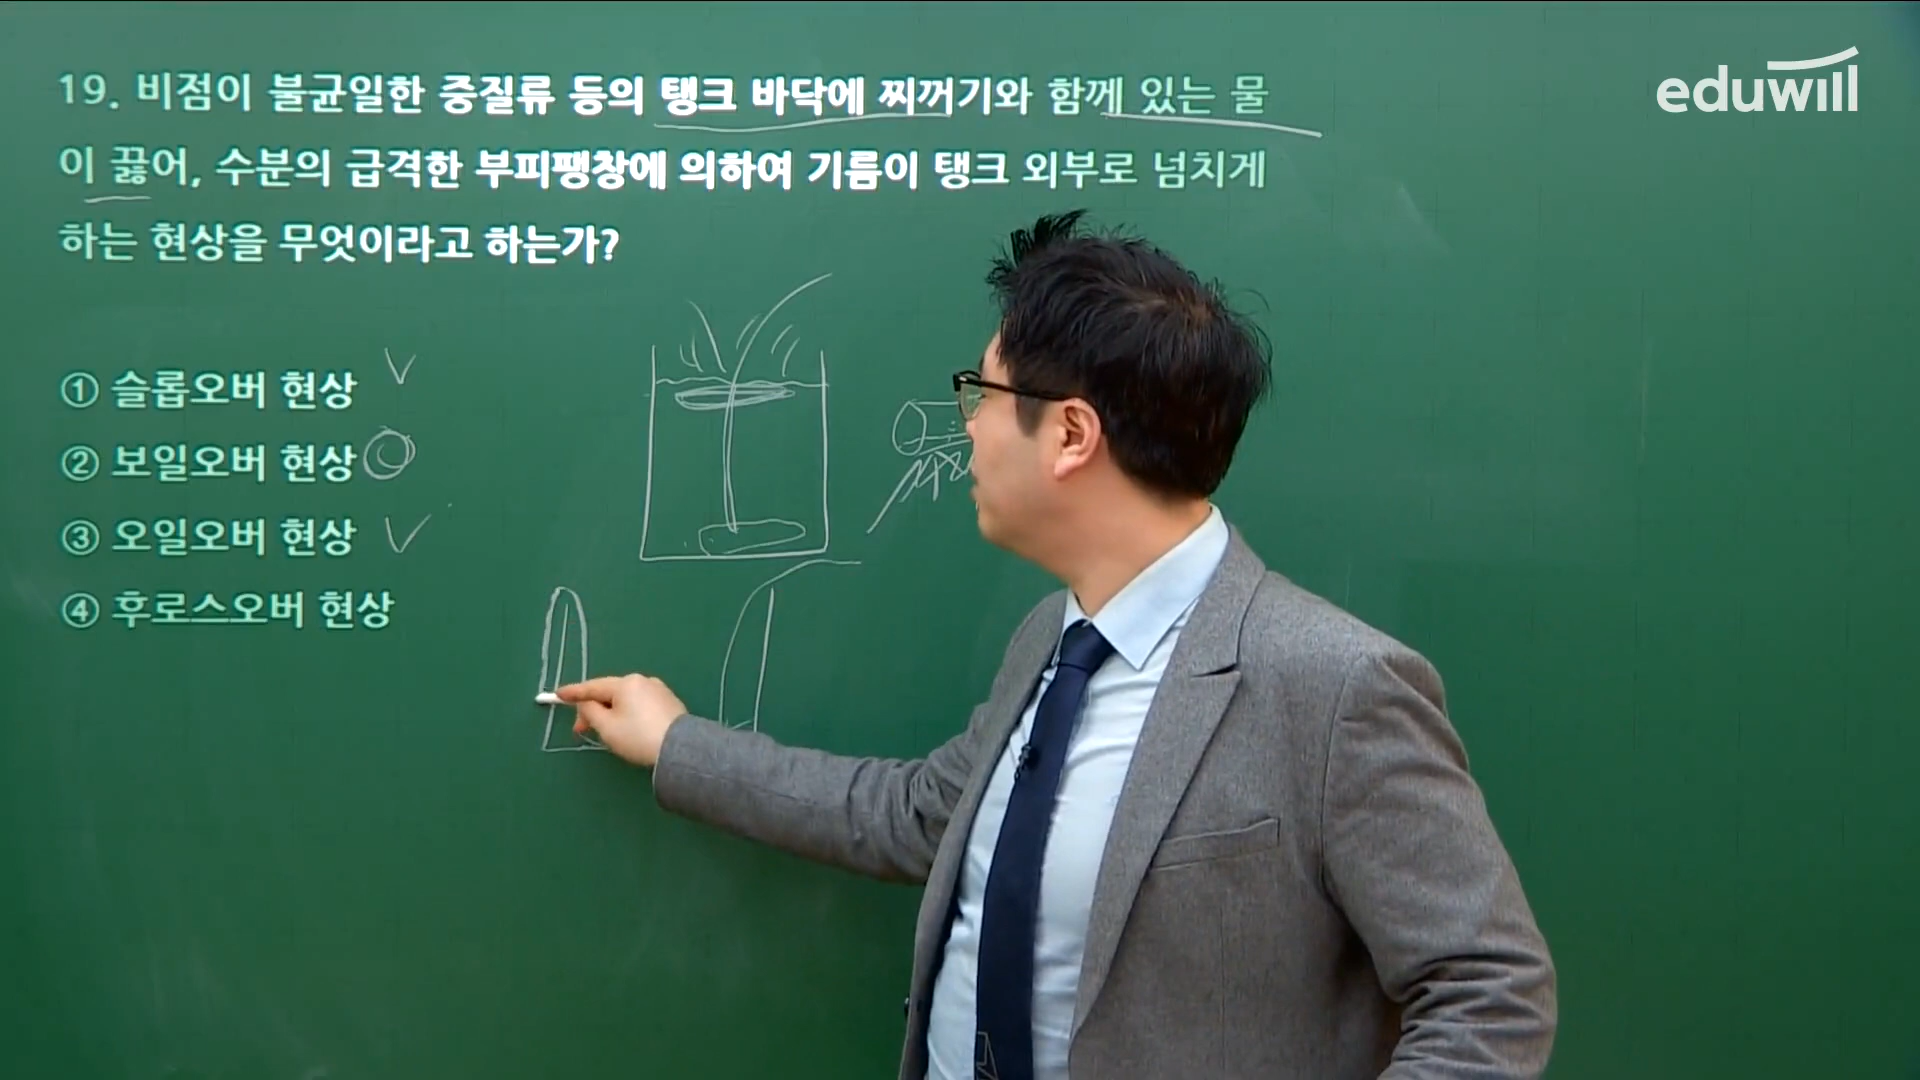 eduwill
19. 비점이 불균일한 중질류 등의 탱크 바닥에 찌꺼기와 함께 있는 물
이 끓어, 수분의 급격한 부피팽창에 의하여 기름이 탱크 외부로 넘치게
하는 현상을 무엇이라고 하는가?
① 슬롭오버 현상
② 보일오버 현상
③ 오일오버 현상
④ 후로스오버 현상